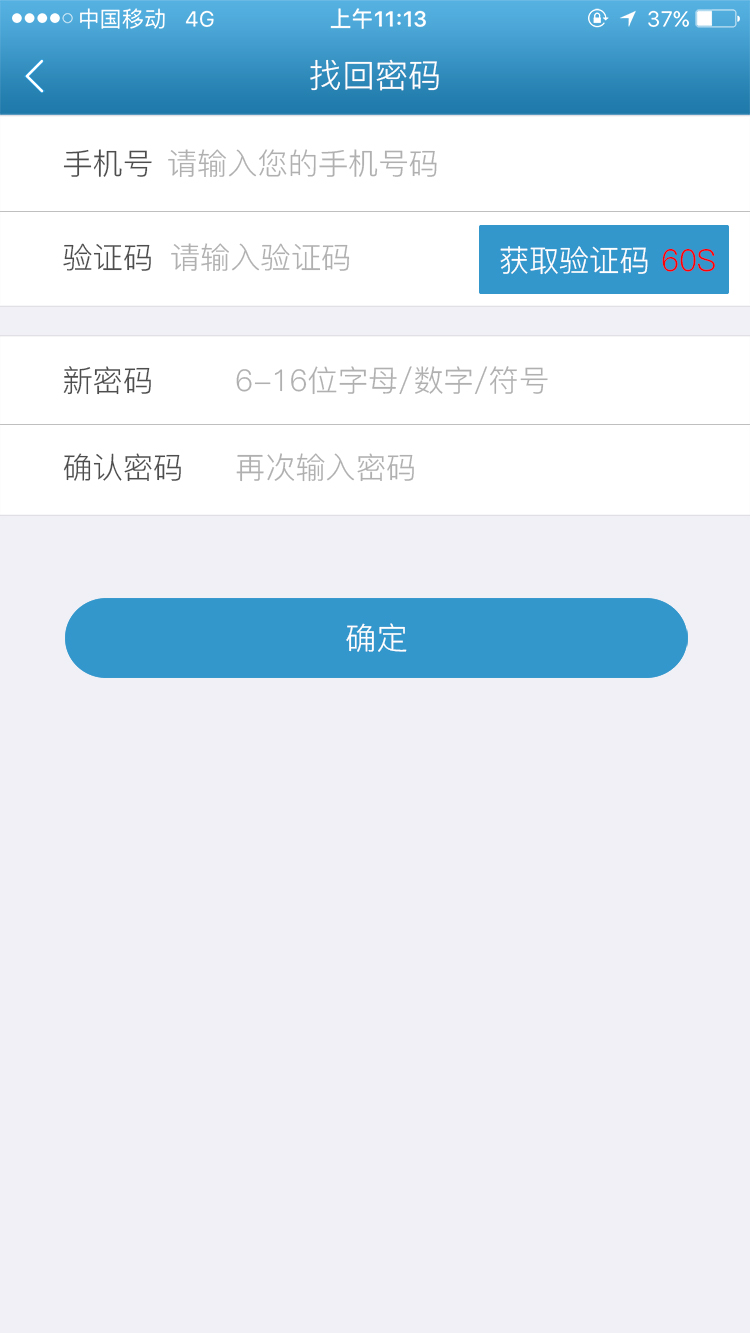 中国移动 4G 上午11:13 37%
找回密码
手机号 请输入您的手机号码
验证码 请输入验证码 获取验证码 60S
新密码 6-16位字母/数字/符号
确认密码 再次输入密码
确定